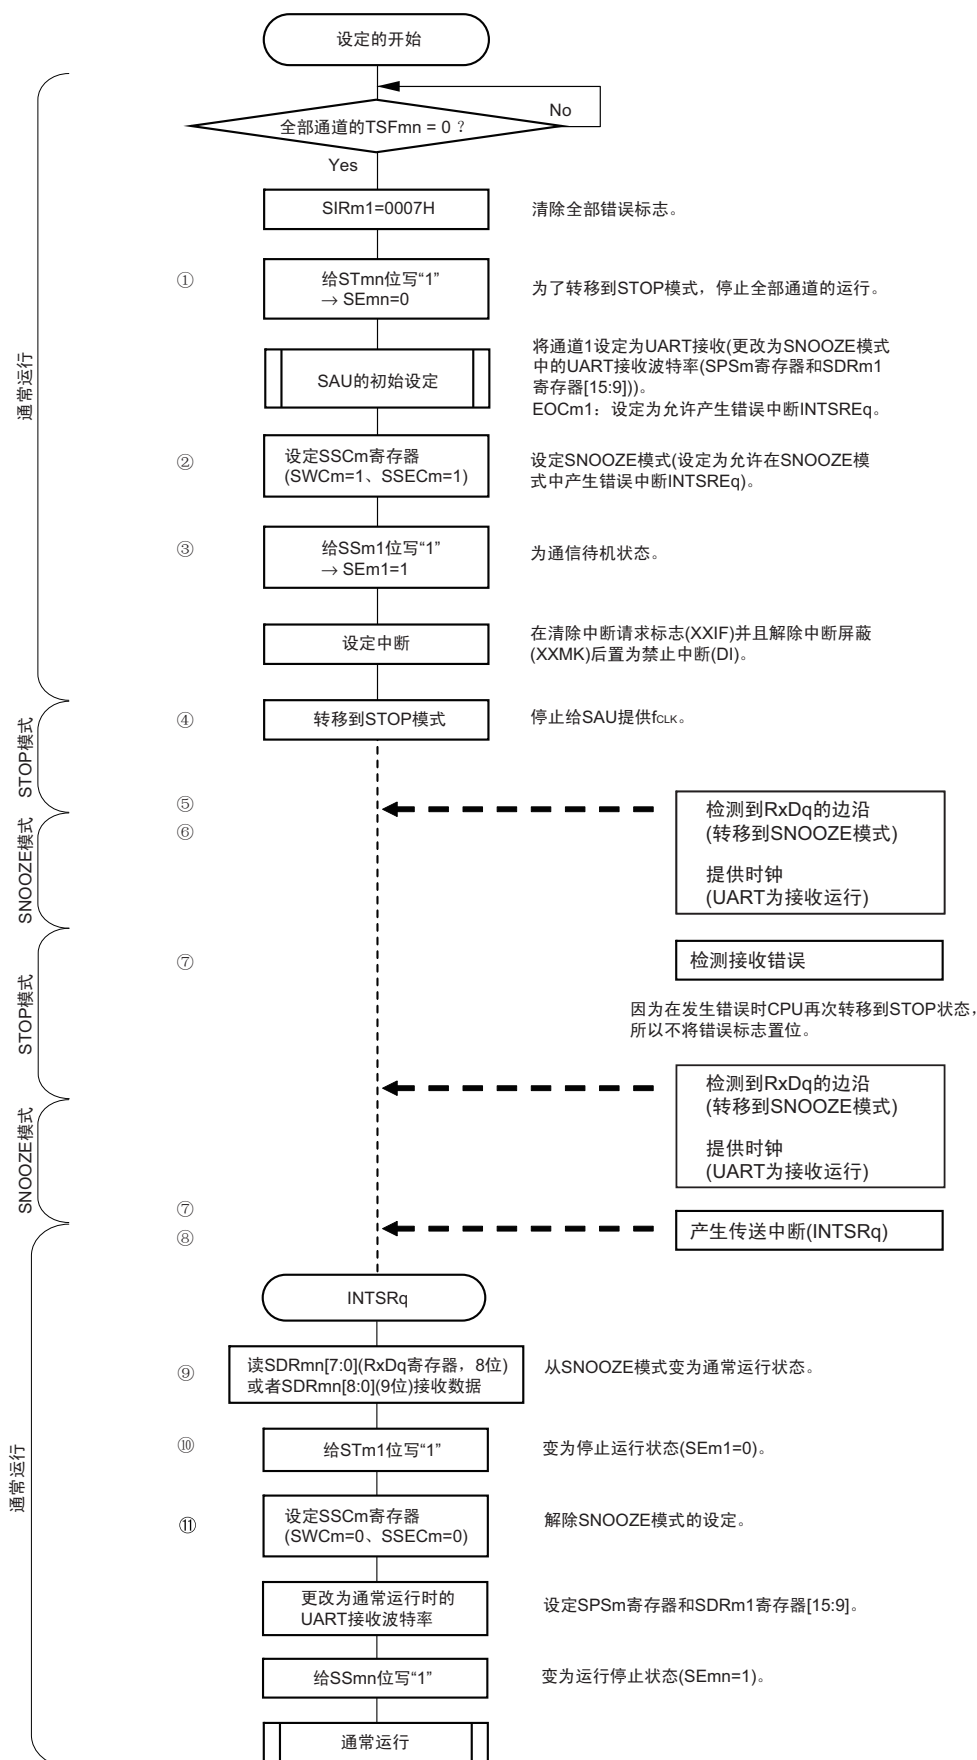 设定的开始
No
全部通道的TSFmn = 0 ？
Yes
SIRm1=0007H
清除全部错误标志。
①
给STmn位写“1”
→ SEmn=0
为了转移到STOP模式，停止全部通道的运行。
通常运行
SAU的初始设定
将通道1设定为UART接收(更改为SNOOZE模式
中的UART接收波特率(SPSm寄存器和SDRm1
寄存器[15:9]))。
EOCm1：设定为允许产生错误中断INTSREq。
②
设定SSCm寄存器
(SWCm=1、SSECm=1)
设定SNOOZE模式(设定为允许在SNOOZE模
式中产生错误中断INTSREq)。
③
给SSm1位写“1”
→ SEm1=1
为通信待机状态。
设定中断
在清除中断请求标志(XXIF)并且解除中断屏蔽
(XXMK)后置为禁止中断(DI)。
④
转移到STOP模式
停止给SAU提供fCLK。
STOP模式
⑤
⑥
检测到RxDq的边沿
(转移到SNOOZE模式)
提供时钟
(UART为接收运行)
SNOOZE模式
⑦
检测接收错误
因为在发生错误时CPU再次转移到STOP状态，
所以不将错误标志置位。
STOP模式
检测到RxDq的边沿
(转移到SNOOZE模式)
提供时钟
(UART为接收运行)
SNOOZE模式
⑦
⑧
产生传送中断(INTSRq)
INTSRq
⑨
读SDRmn[7:0](RxDq寄存器，8位)
或者SDRmn[8:0](9位)接收数据
从SNOOZE模式变为通常运行状态。
⑩
给STm1位写“1”
变为停止运行状态(SEm1=0)。
通常运行
⑪
设定SSCm寄存器
(SWCm=0、SSECm=0)
解除SNOOZE模式的设定。
更改为通常运行时的
UART接收波特率
设定SPSm寄存器和SDRm1寄存器[15:9]。
给SSmn位写“1”
变为运行停止状态(SEmn=1)。
通常运行